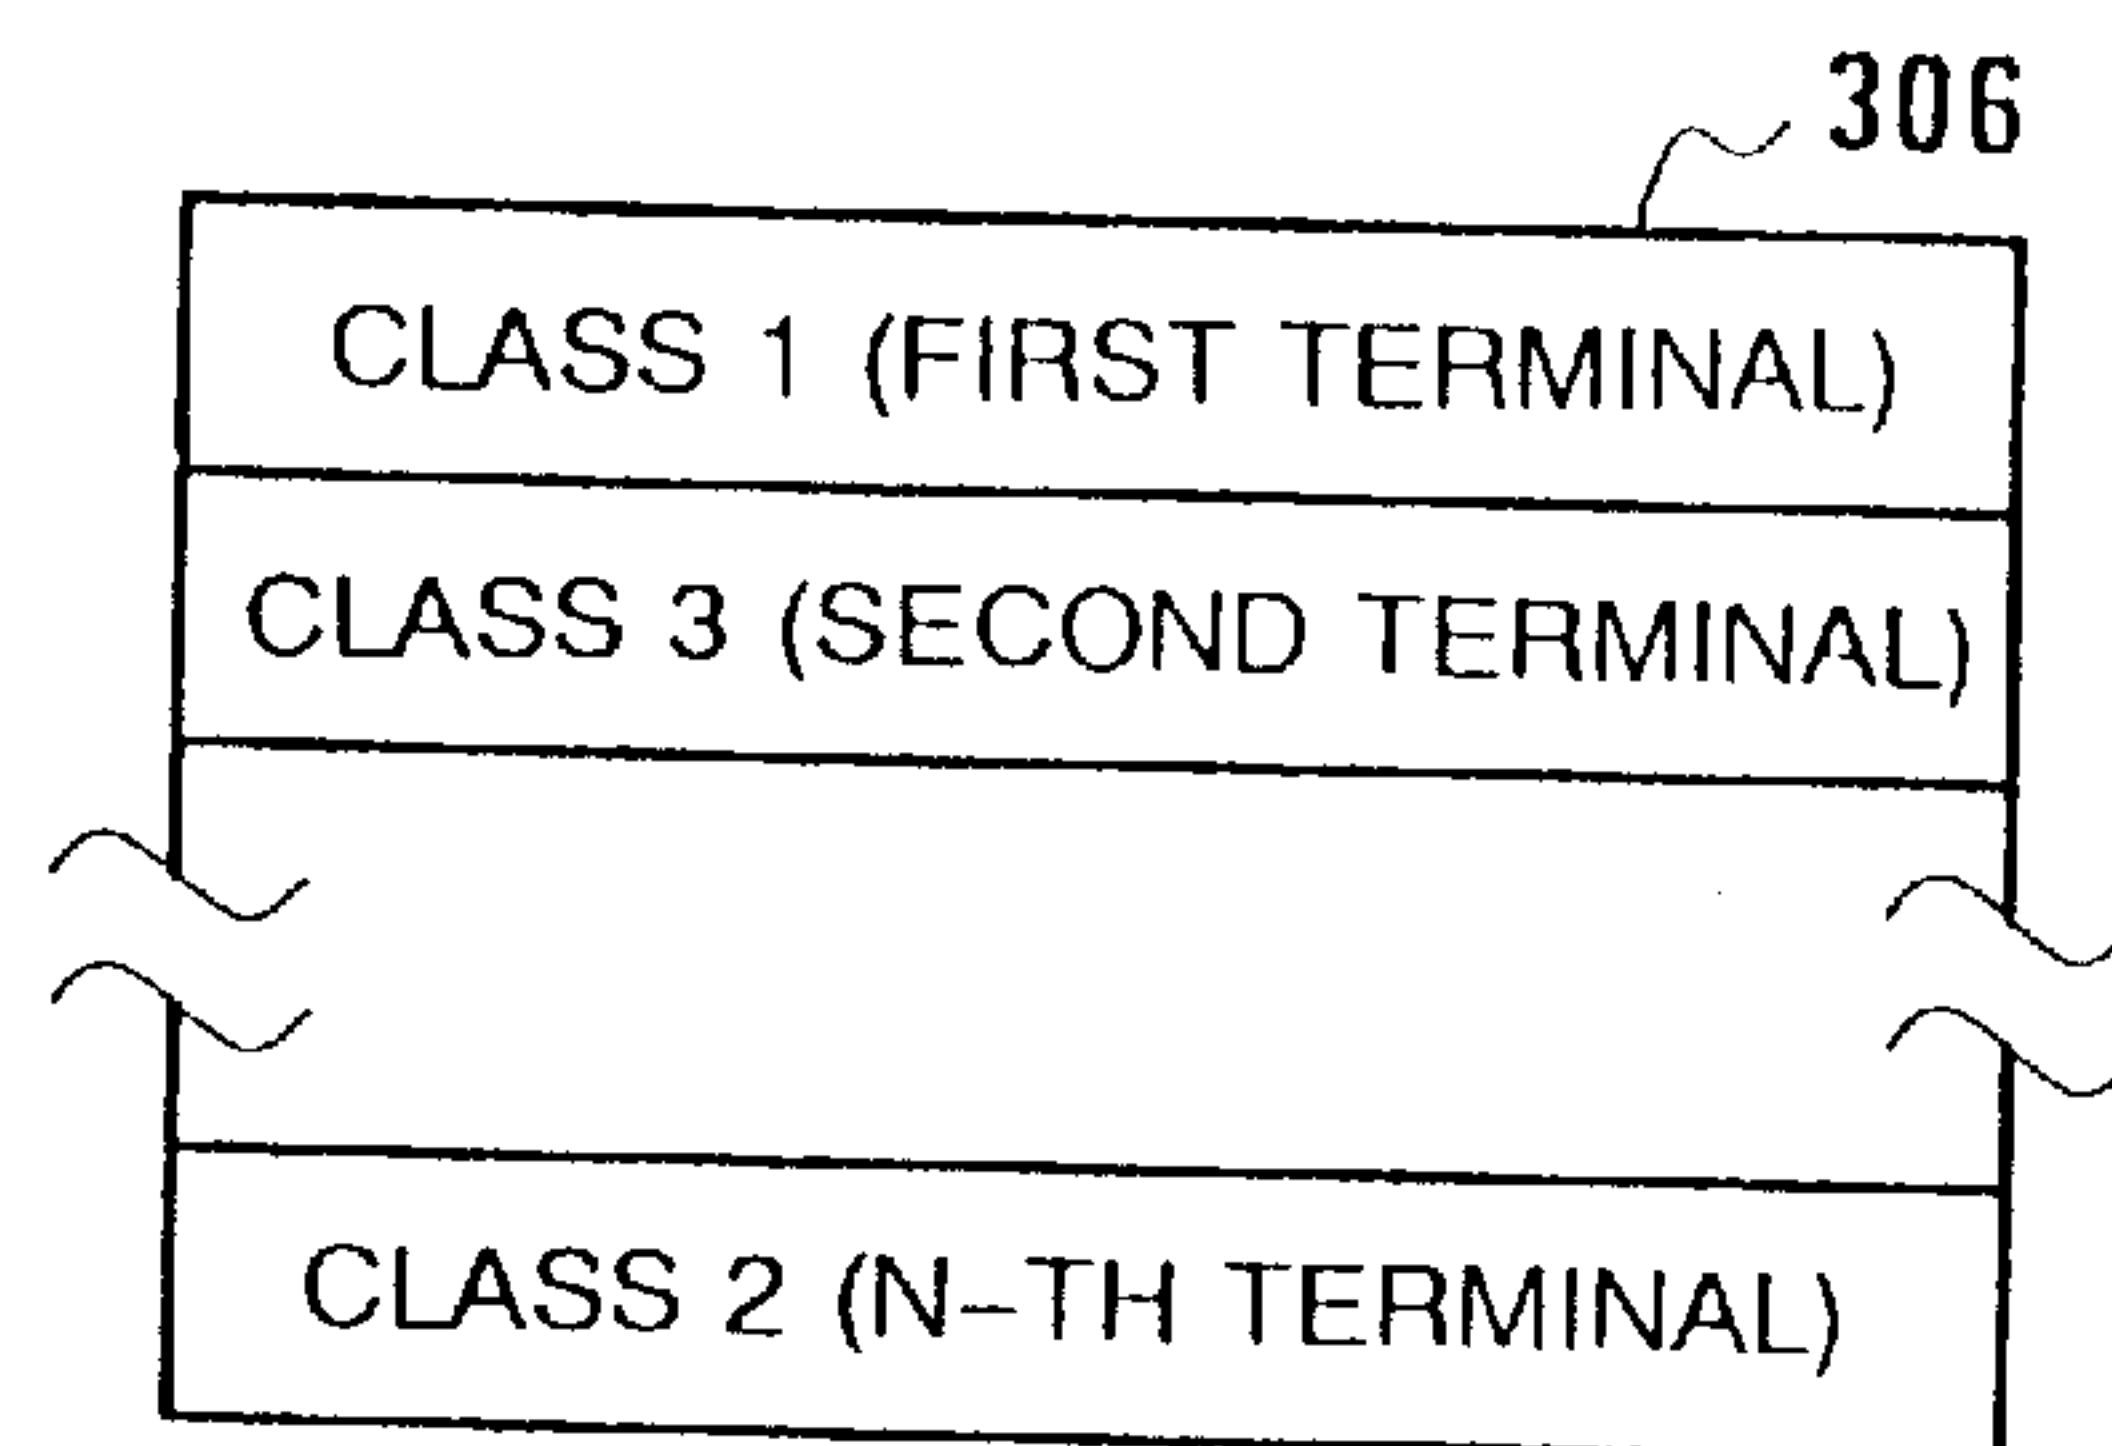 306
CLASS 1 (FIRST TERMINAL)
CLASS 3 (SECOND TERMINAL)
CLASS 2 (N-TH TERMINAL)